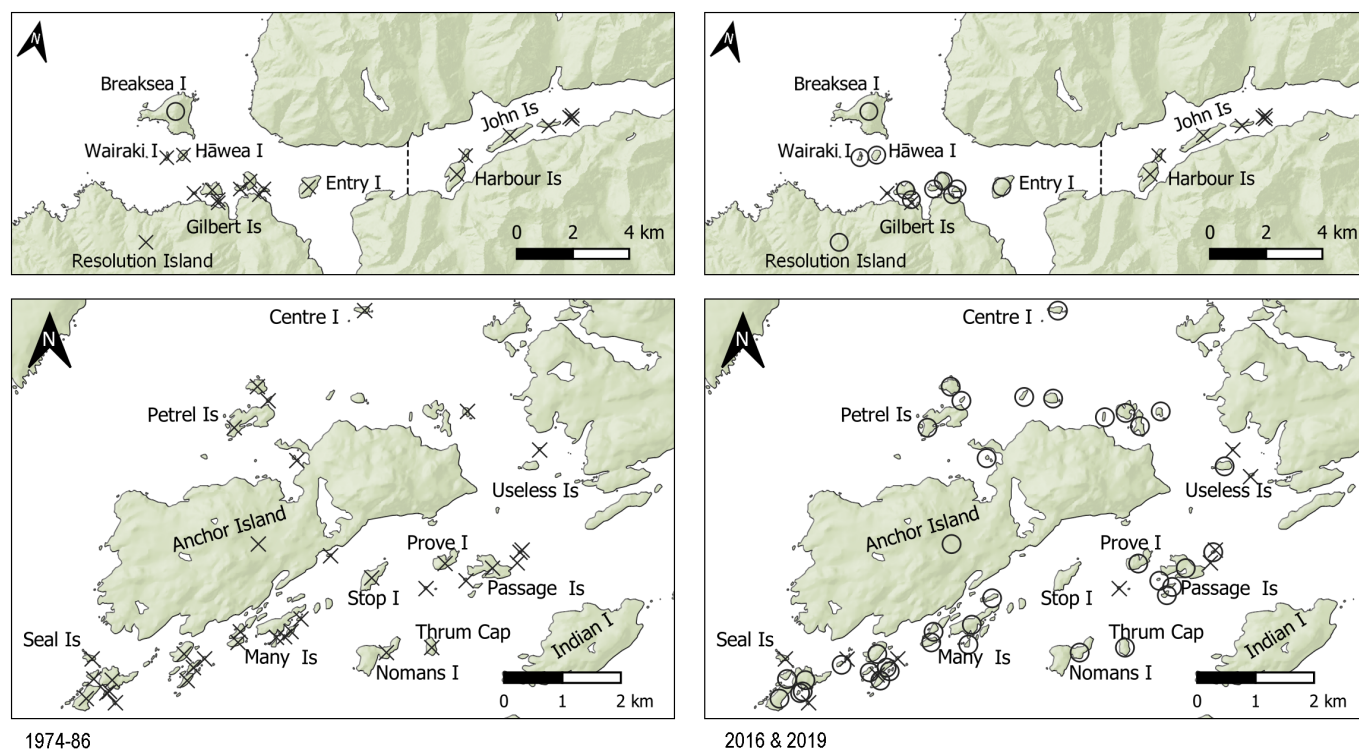 N
Breaksea I
John Is
Wairaki I
Hāwea I
Harbour Is
Entry I
Gilbert Is
0 2 4 km
Resolution Island
N
Breaksea I
John Is
Wairaki I
Hāwea I
Harbour Is
Entry I
Gilbert Is
0 2 4 km
Resolution Island
Centre I
N
Petrel Is
Useless Is
Anchor Island
Prove I
Passage Is
Stop I
Thrum Cap
Seal Is
Many Is
Indian I
Nomans I
0 1 2 km
Centre I
N
Petrel Is
Useless Is
Anchor Island
Prove I
Passage Is
Stop I
Thrum Cap
Seal Is
Many Is
Indian I
Nomans I
0 1 2 km
1974-86
2016 & 2019